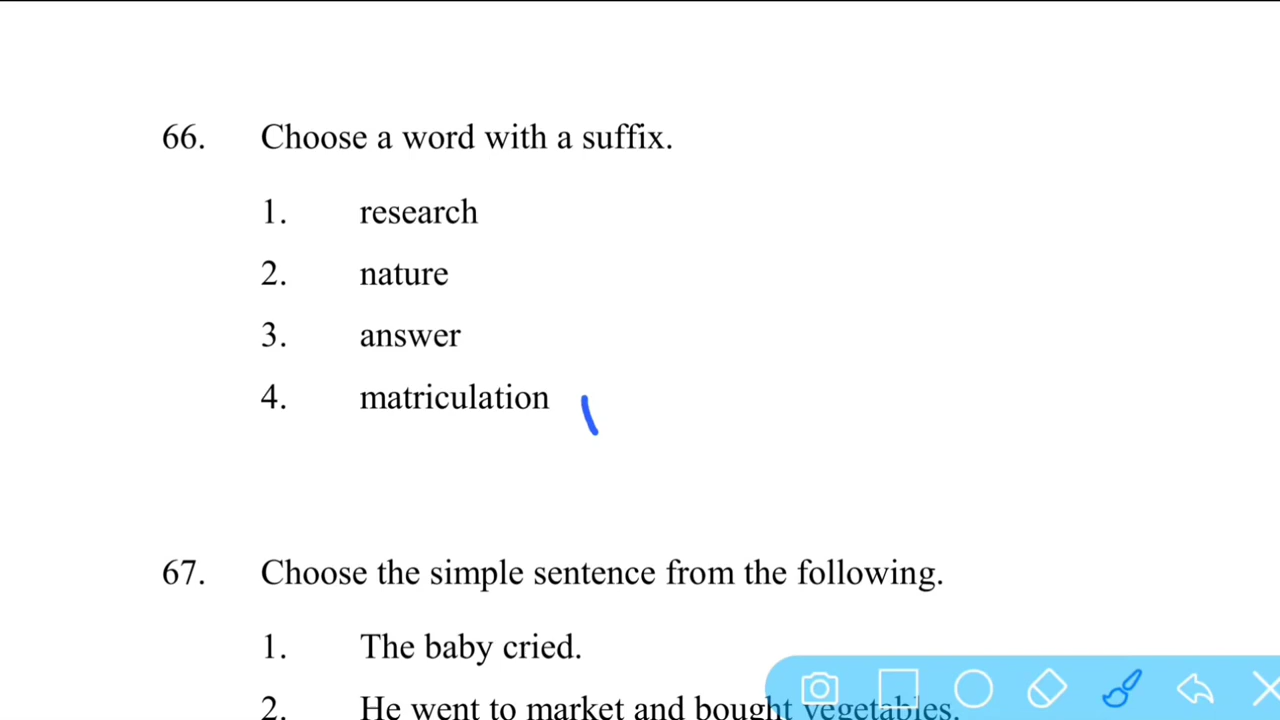 66. Choose a word with a suffix.
1. research
2. nature
3. answer
4. matriculation
67. Choose the simple sentence from the following.
1. The baby cried.
2. He went to market and bought vegetables.